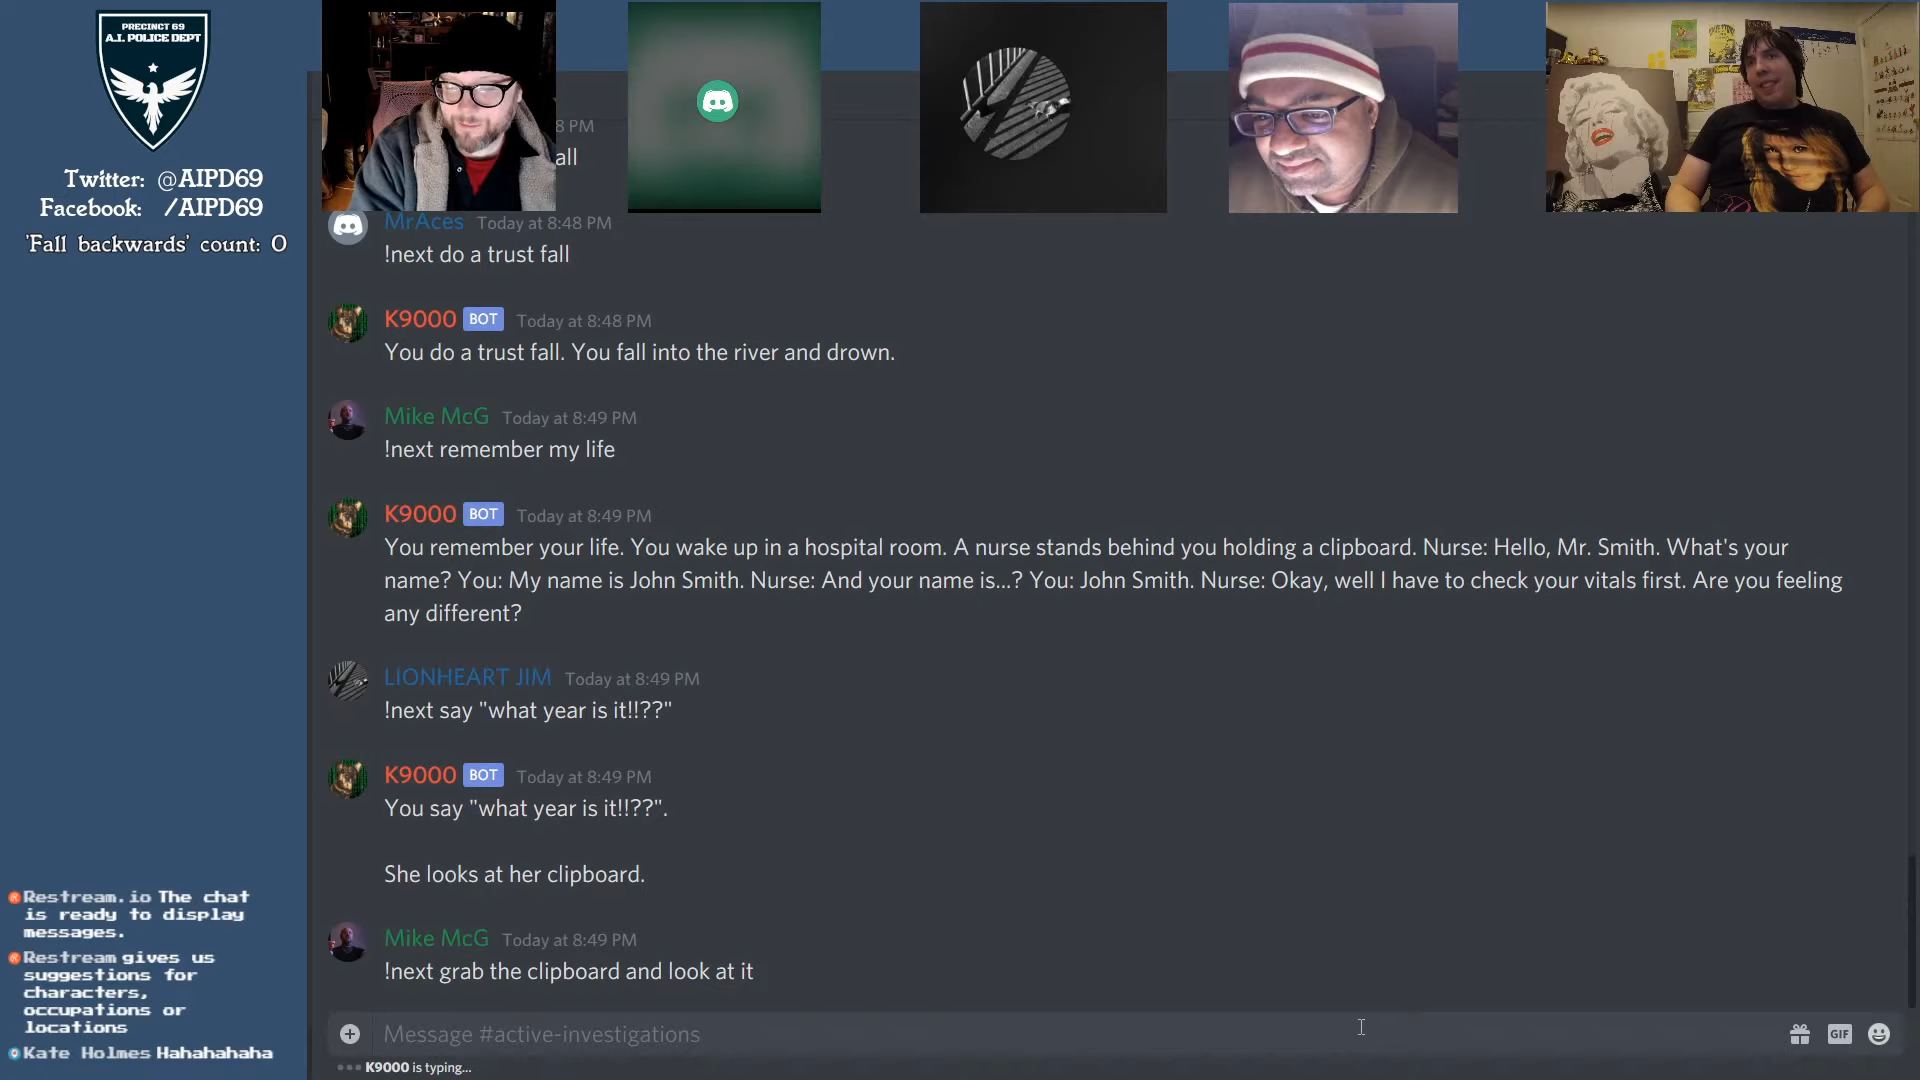 PRECINCT 69
A.I. POLICE DEPT
Twitter: @AIPD69
Facebook: /AIPD69
'Fall backwards' count: 0
8 PM
all
MrAces Today at 8:48 PM
!next do a trust fall
K9000 BOT Today at 8:48 PM
You do a trust fall. You fall into the river and drown.
Mike McG Today at 8:49 PM
!next remember my life
K9000 BOT Today at 8:49 PM
You remember your life. You wake up in a hospital room. A nurse stands behind you holding a clipboard. Nurse: Hello, Mr. Smith. What's your
name? You: My name is John Smith. Nurse: And your name is...? You: John Smith. Nurse: Okay, well I have to check your vitals first. Are you feeling
any different?
LIONHEART JIM Today at 8:49 PM
!next say "what year is it!!??"
K9000 BOT Today at 8:49 PM
You say "what year is it!!??".
She looks at her clipboard.
Mike McG Today at 8:49 PM
!next grab the clipboard and look at it
Message #active-investigations
GIF
K9000 is typing...
Restream.io The chat
is ready to display
messages.
Restream gives us
suggestions for
characters,
occupations or
locations
Kate Holmes Hahahahaha